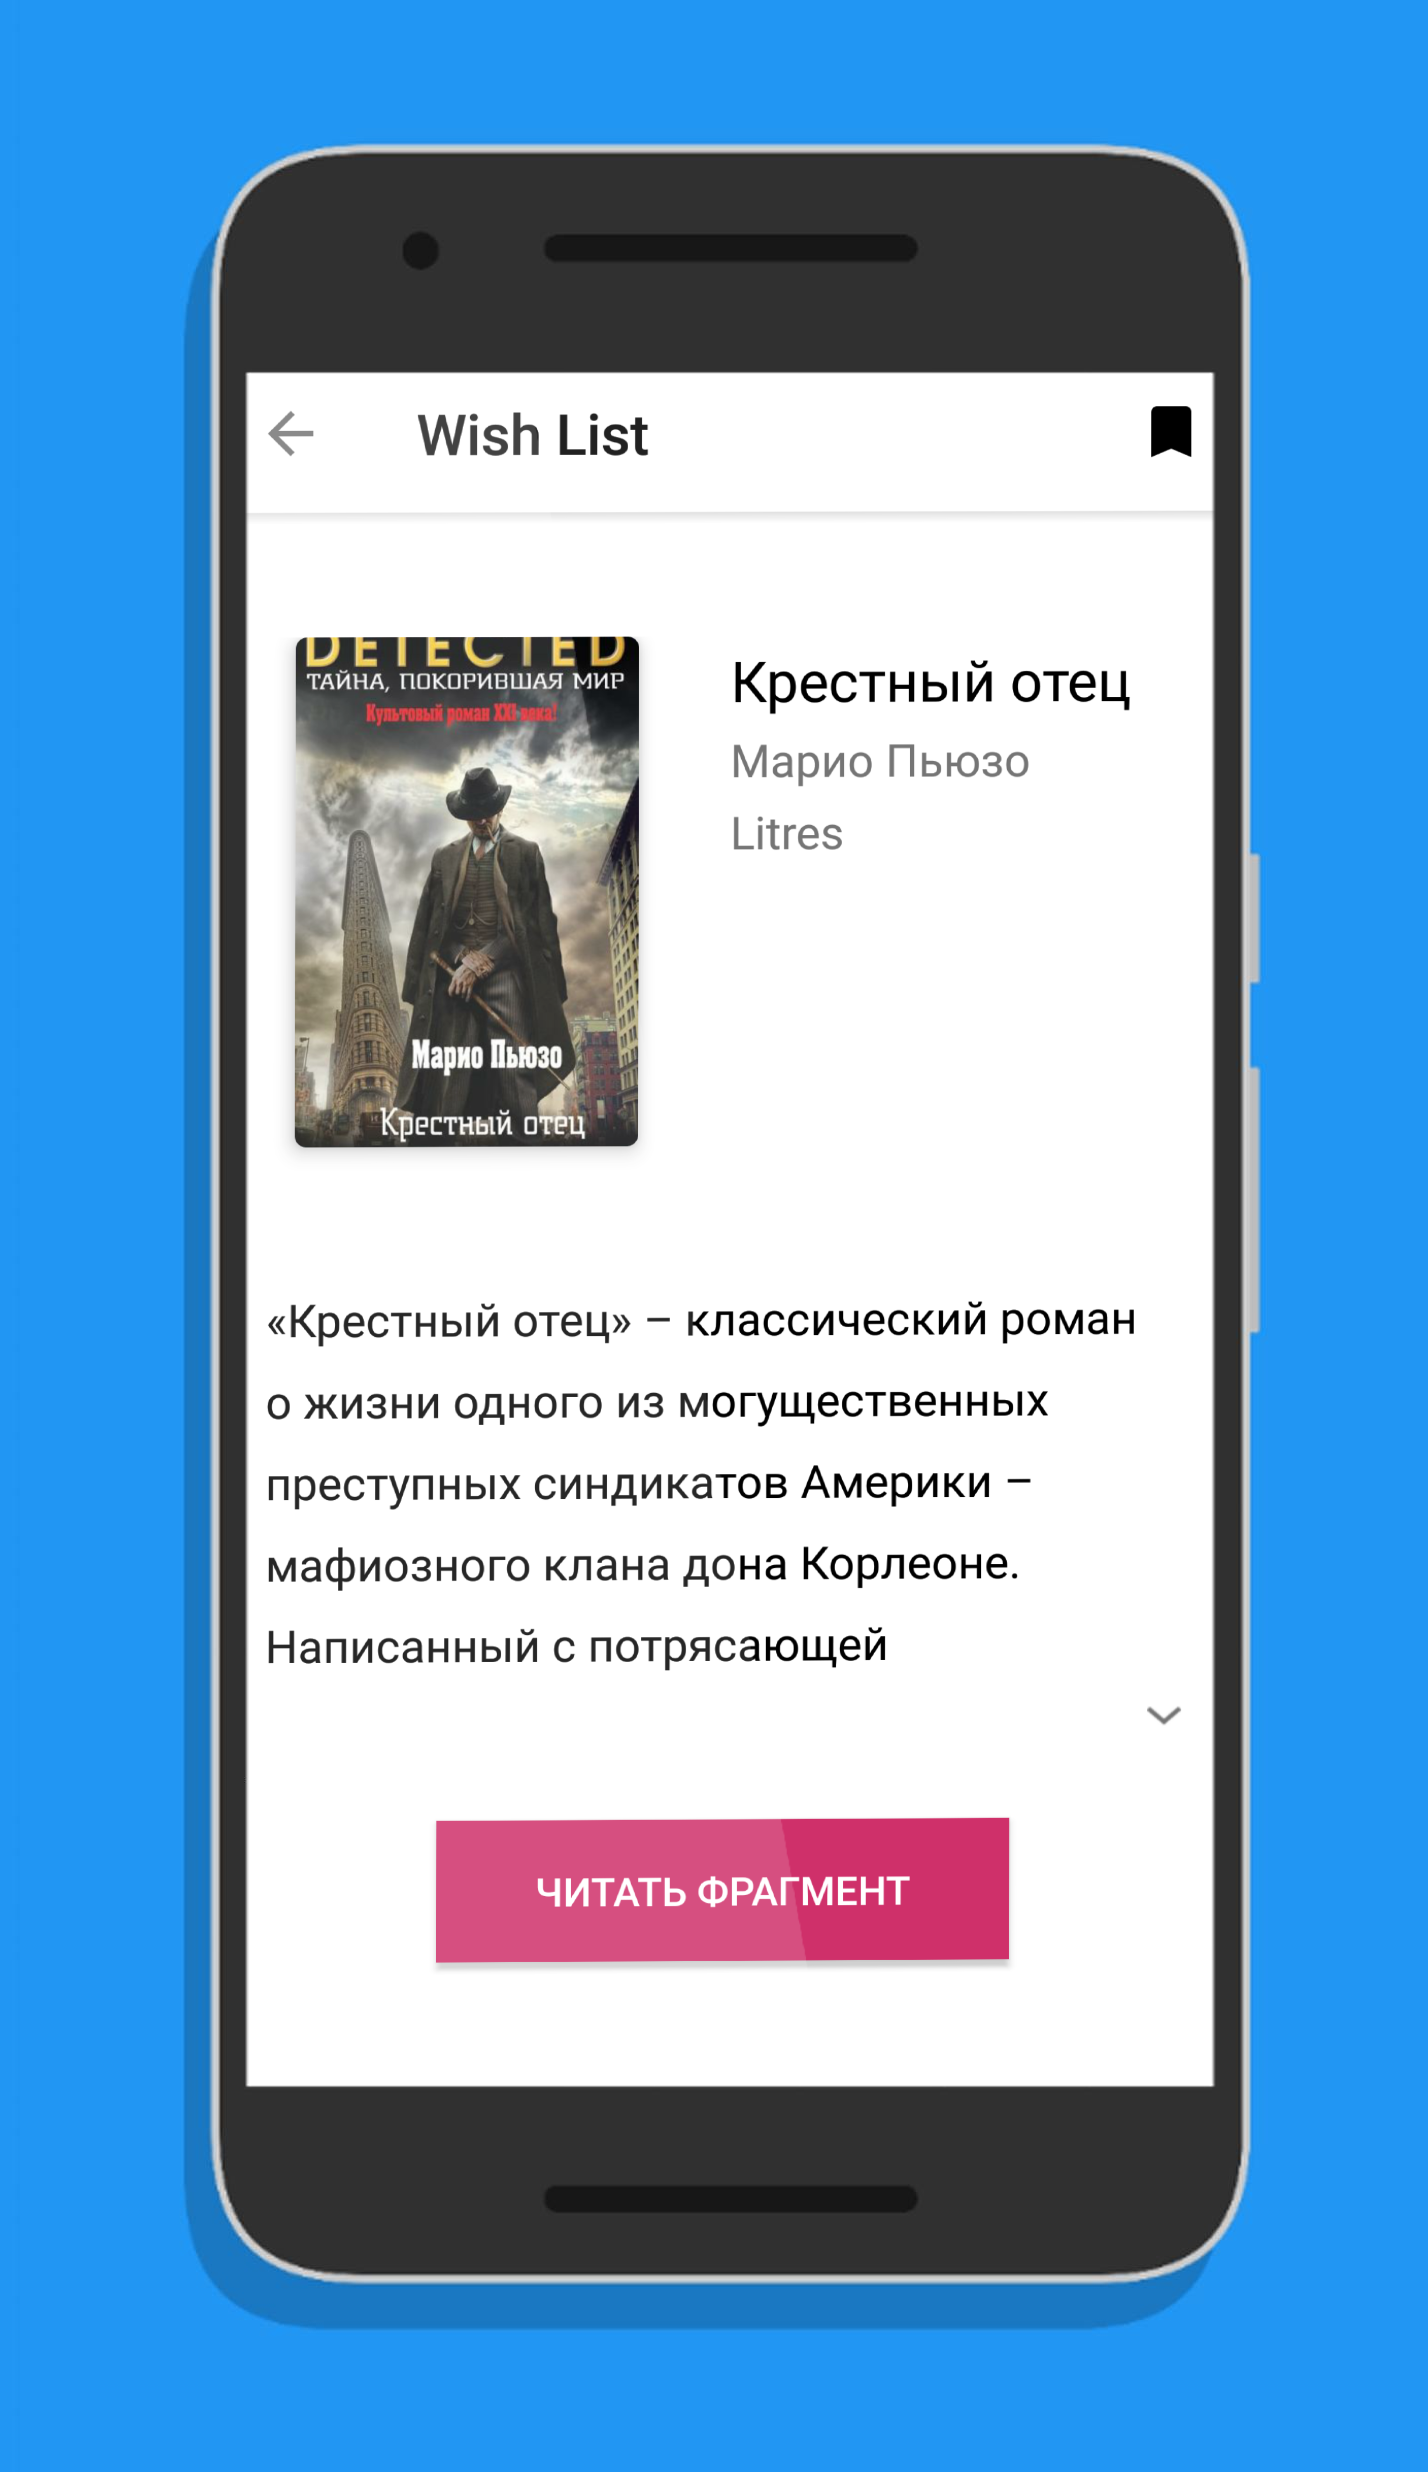 Wish List
DETECTED
ТАЙНА, ПОКОРИВШАЯ МИР
Культовый роман XXI века!
Марио Пьюзо
Крестный отец
Крестный отец
Марио Пьюзо
Litres
«Крестный отец» – классический роман
о жизни одного из могущественных
преступных синдикатов Америки –
мафиозного клана дона Корлеоне.
Написанный с потрясающей
ЧИТАТЬ ФРАГМЕНТ